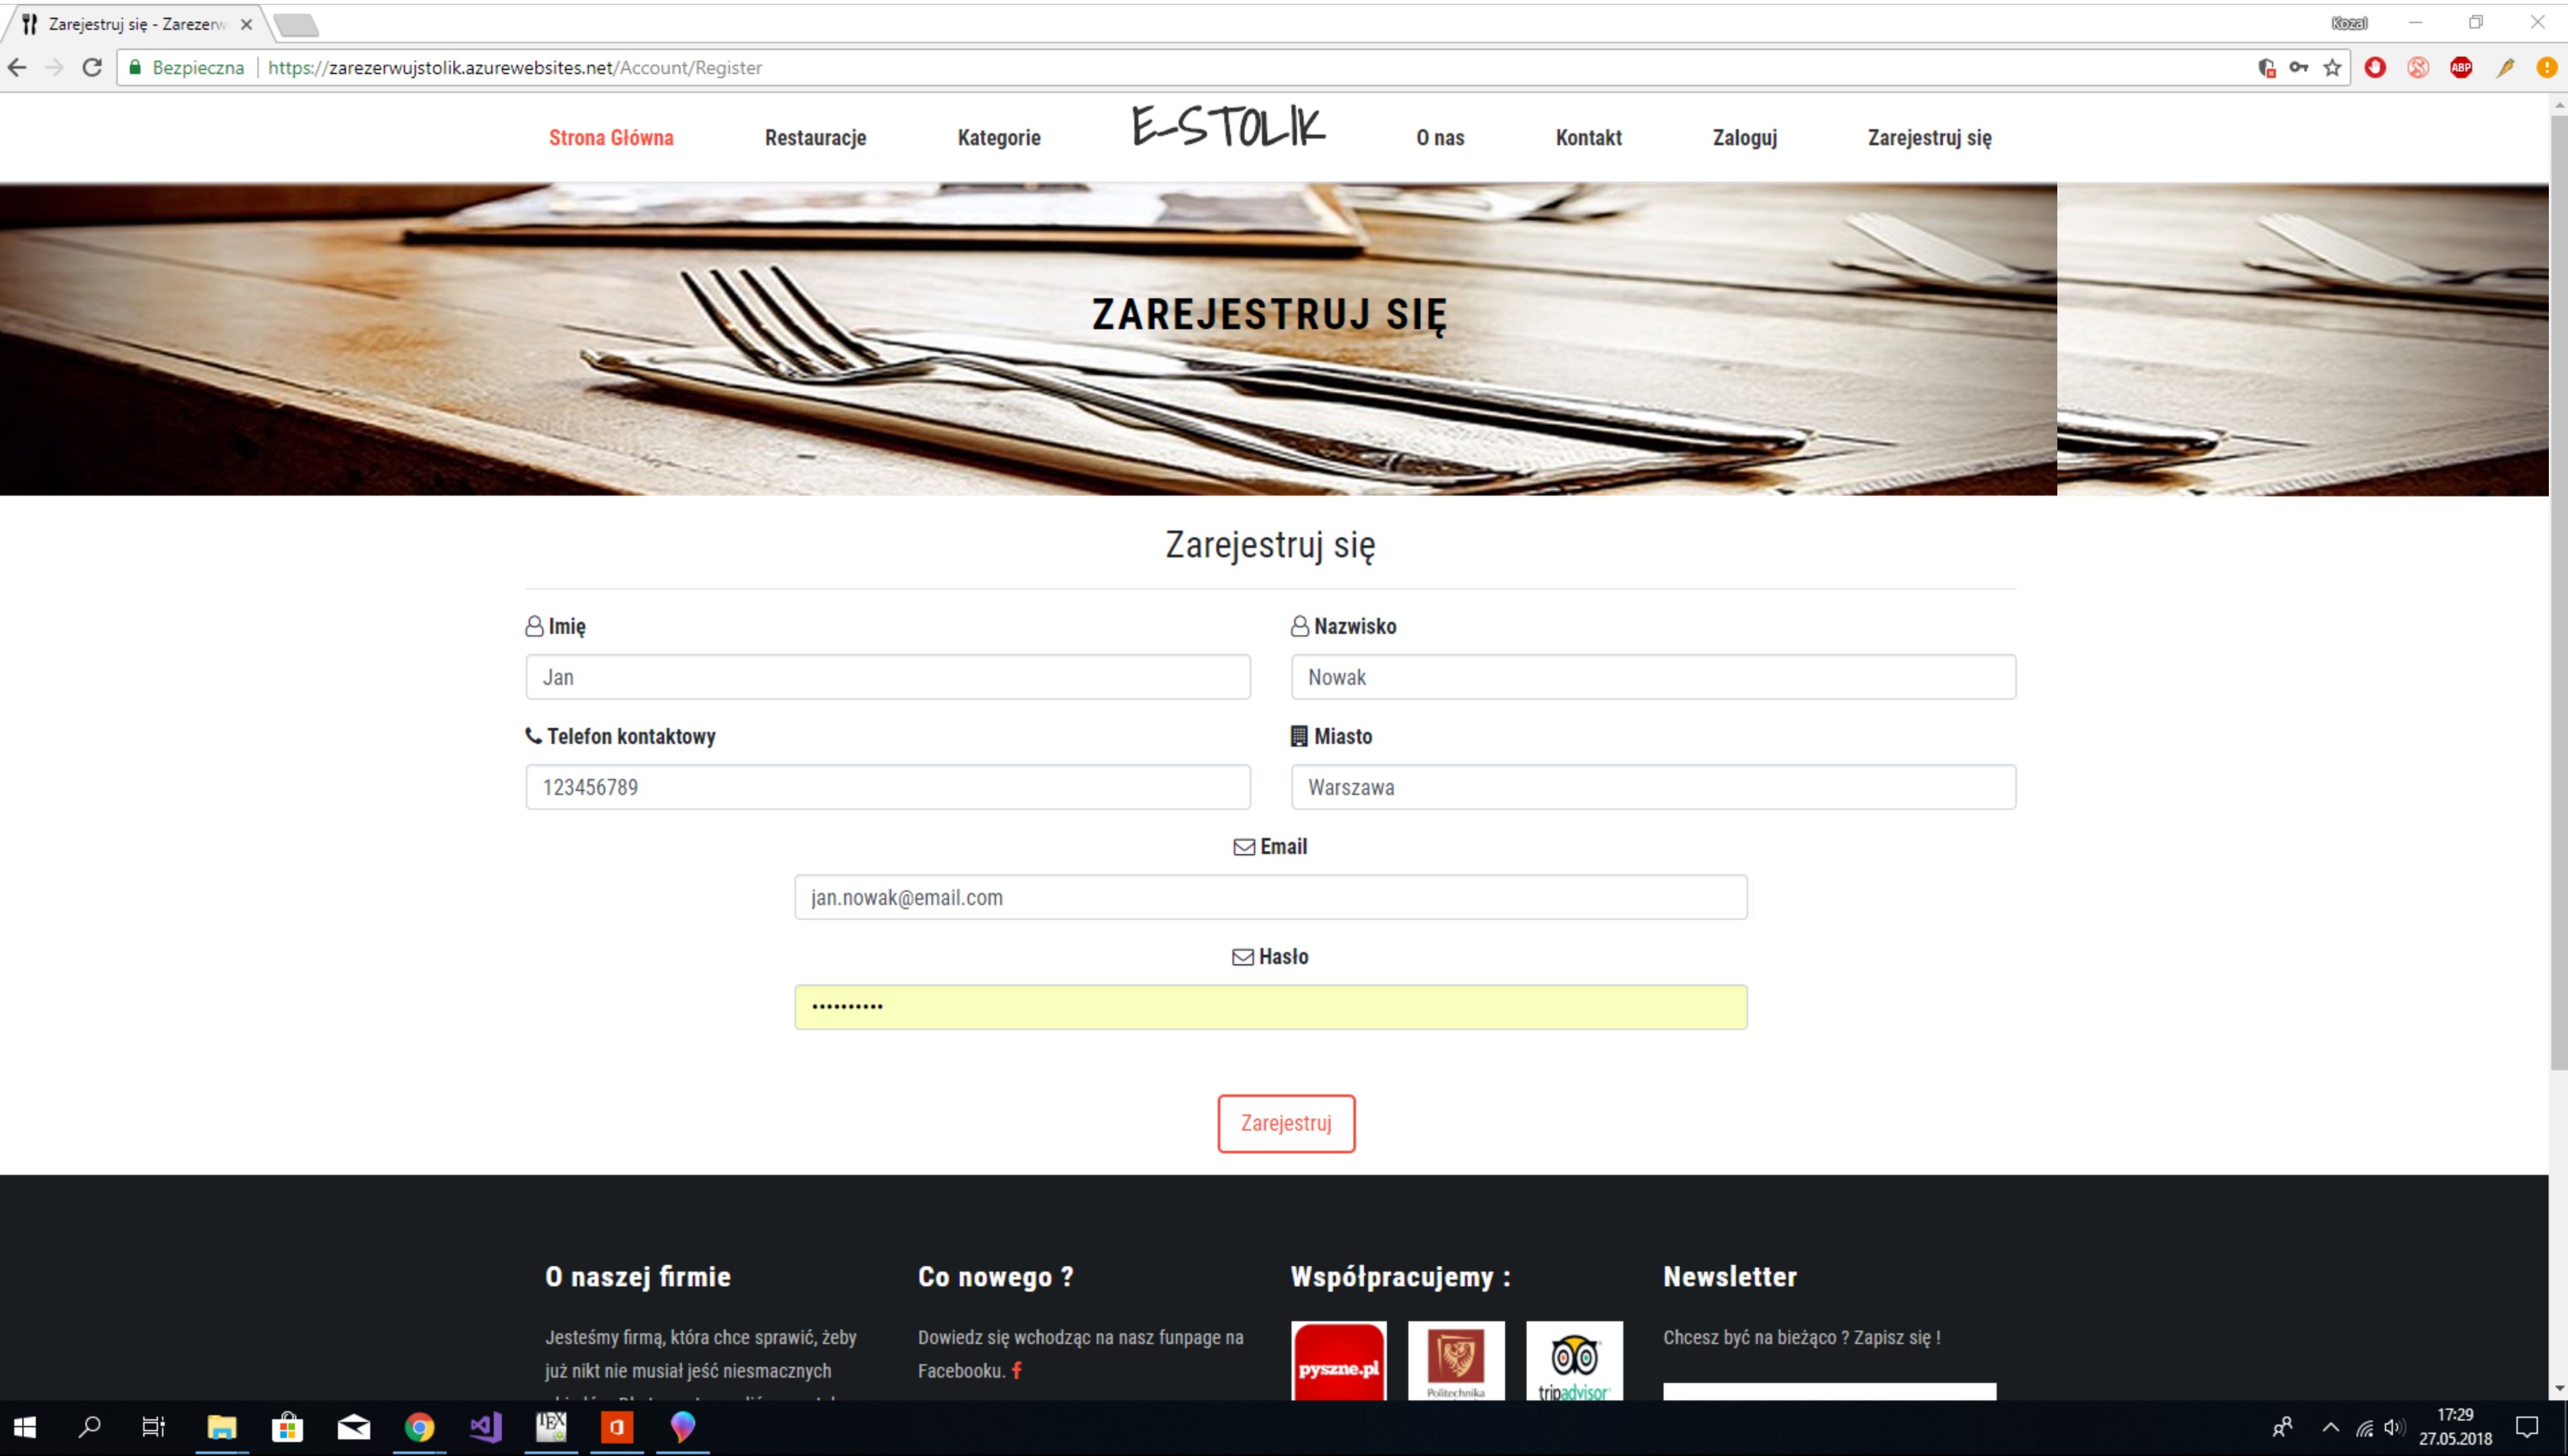 Zarejestruj się - Zarezerw
Kozal
Bezpieczna | https://zarezerwujstolik.azurewebsites.net/Account/Register
ABP
Strona Główna Restauracje Kategorie E-STOLIK O nas Kontakt Zaloguj Zarejestruj się
ZAREJESTRUJ SIĘ
Zarejestruj się
Imię Nazwisko
Jan Nowak
Telefon kontaktowy Miasto
123456789 Warszawa
Email
jan.nowak@email.com
Hasło
••••••••••
Zarejestruj
O naszej firmie Co nowego ? Współpracujemy : Newsletter
Jesteśmy firmą, która chce sprawić, żeby Dowiedz się wchodząc na nasz funpage na Chcesz być na bieżąco ? Zapisz się !
już nikt nie musiał jeść niesmacznych Facebooku. f pyszne.pl
Politechnika tripadvisor
TEX
17:29
27.05.2018